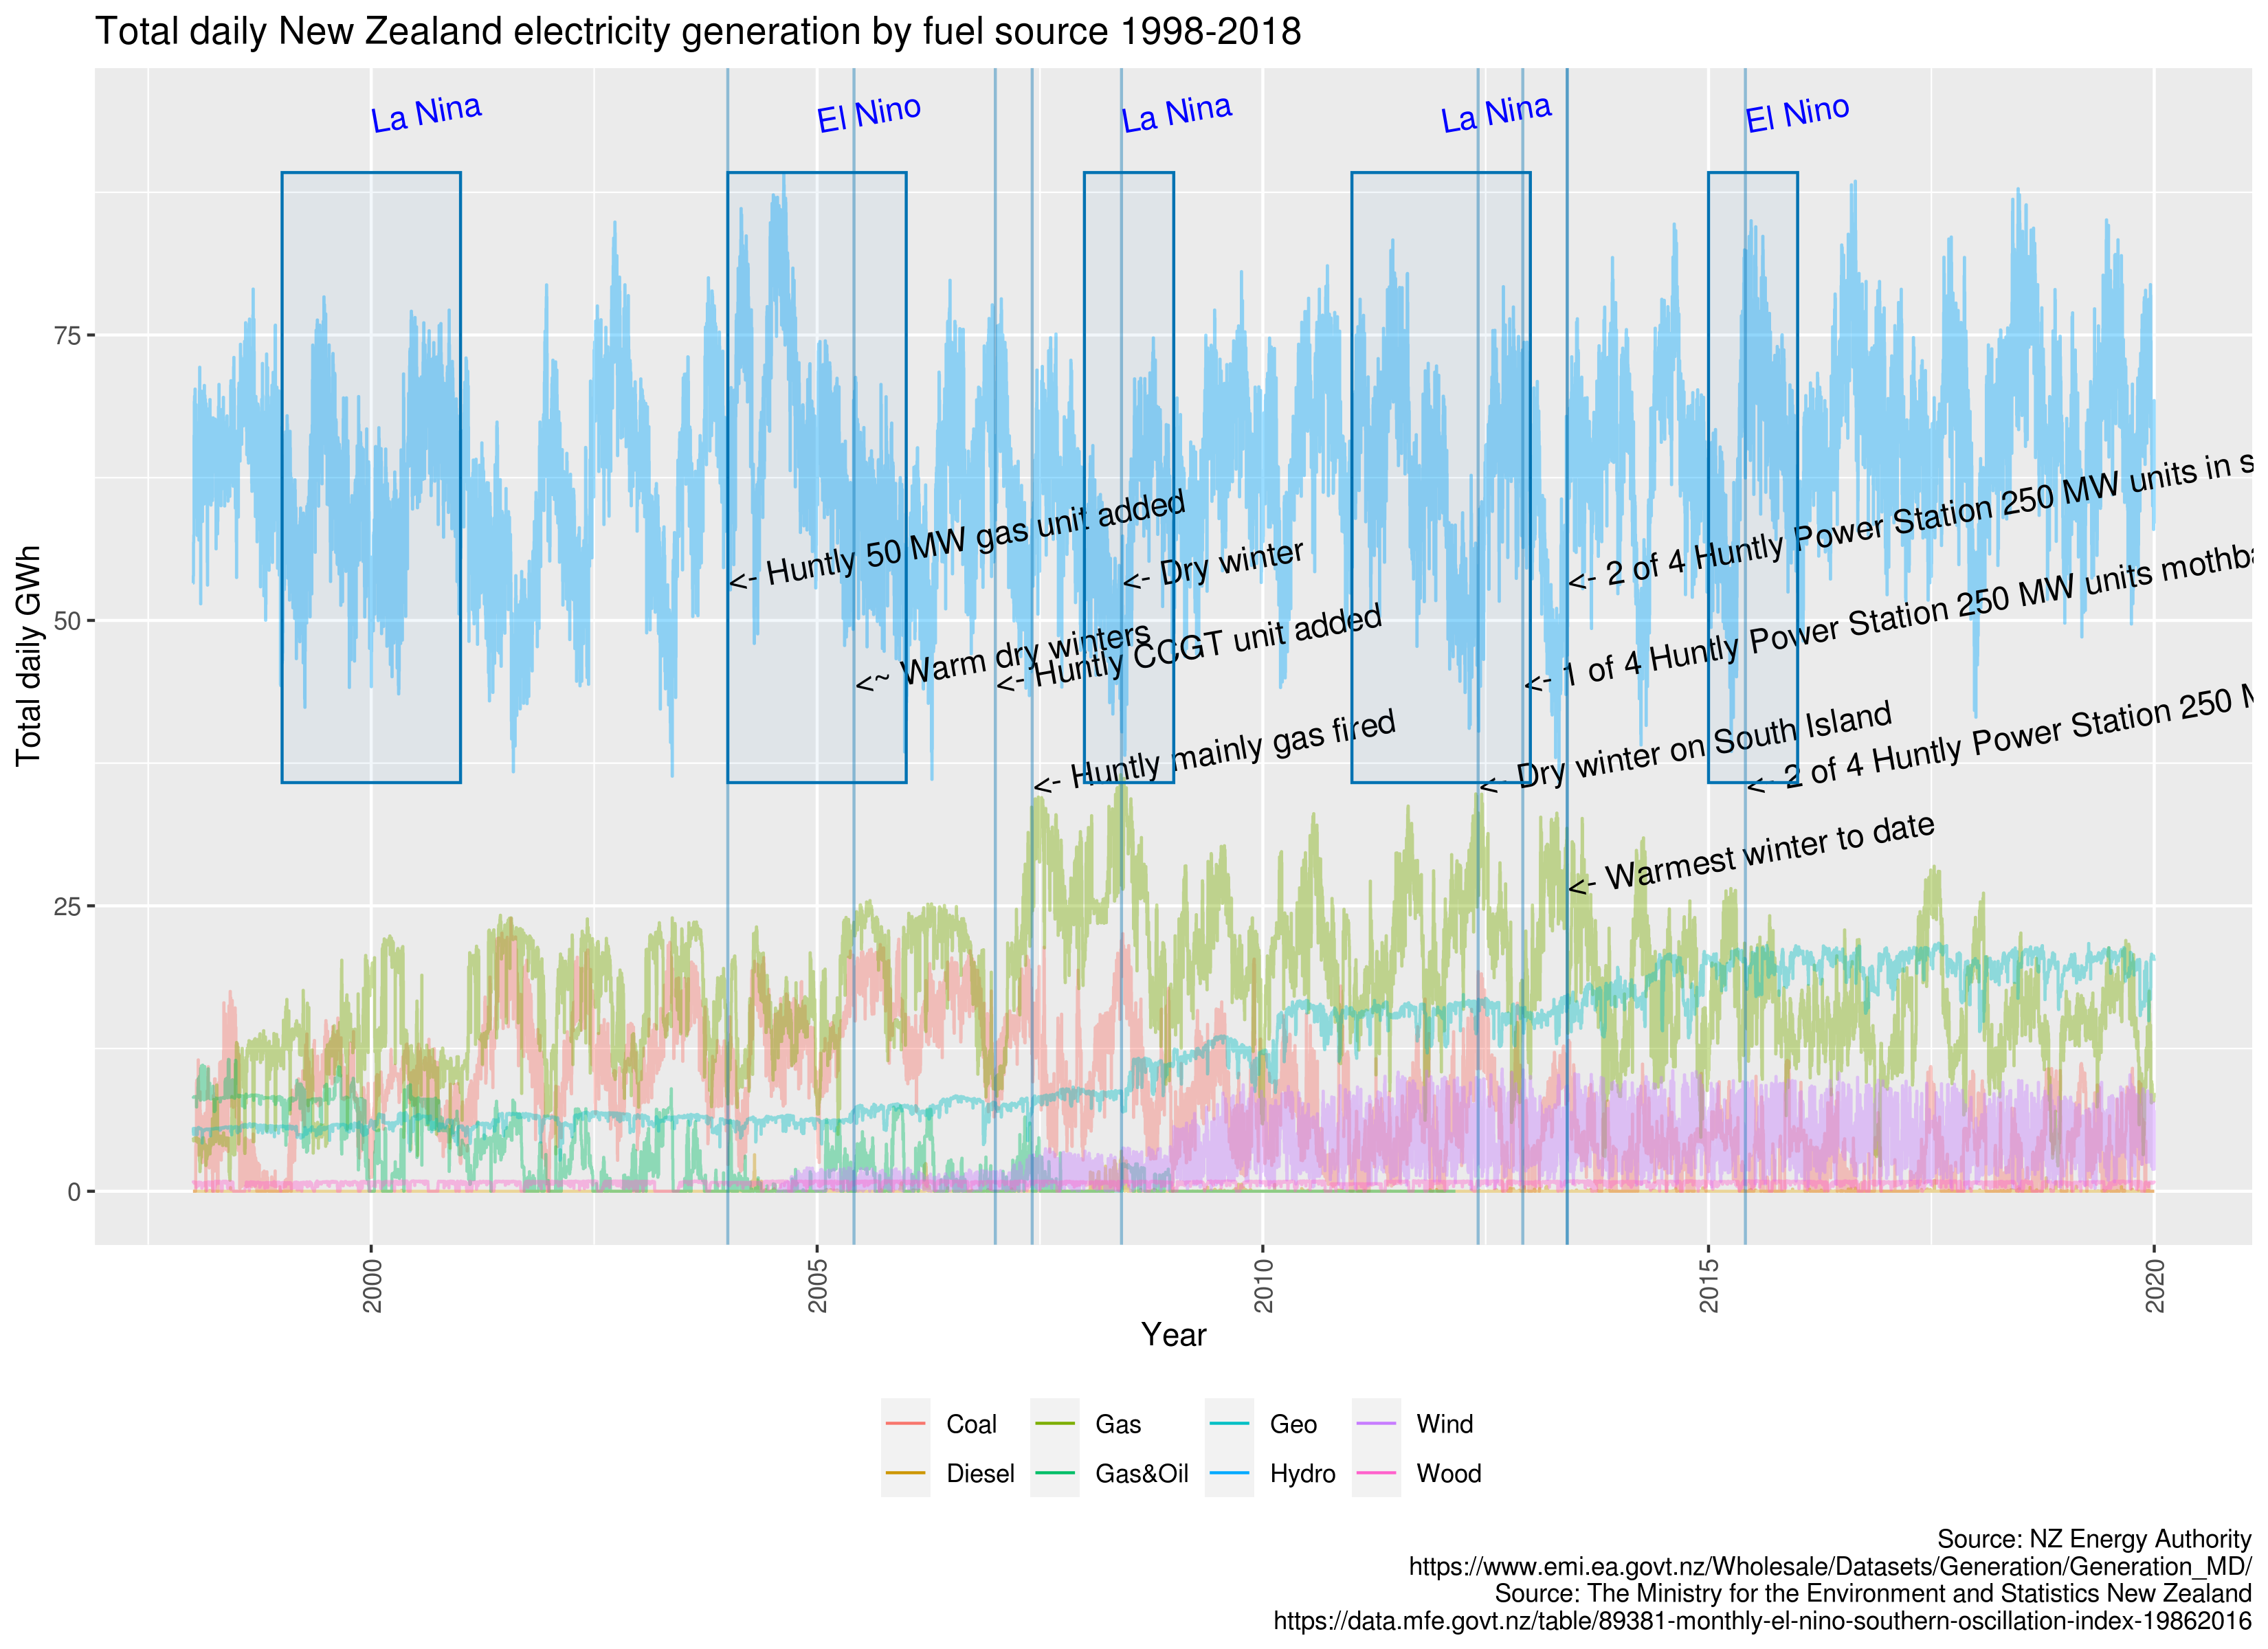 Total daily New Zealand electricity generation by fuel source 1998-2018
La Nina
El Nino
La Nina
La Nina
El Nino
<- Huntly 50 MW gas unit added
<- Dry winter
<- 2 of 4 Huntly Power Station 250 MW units in s
<~ Warm dry winters
<- Huntly CCGT unit added
<- 1 of 4 Huntly Power Station 250 MW units mothba
<- Huntly mainly gas fired
<- Dry winter on South Island
<- 2 of 4 Huntly Power Station 250 M
<- Warmest winter to date
Total daily GWh
75
50
25
0
2000
2005
2010
2015
2020
Year
Coal
Gas
Geo
Wind
Diesel
Gas&Oil
Hydro
Wood
Source: NZ Energy Authority
https://www.emi.ea.govt.nz/Wholesale/Datasets/Generation/Generation_MD/
Source: The Ministry for the Environment and Statistics New Zealand
https://data.mfe.govt.nz/table/89381-monthly-el-nino-southern-oscillation-index-19862016